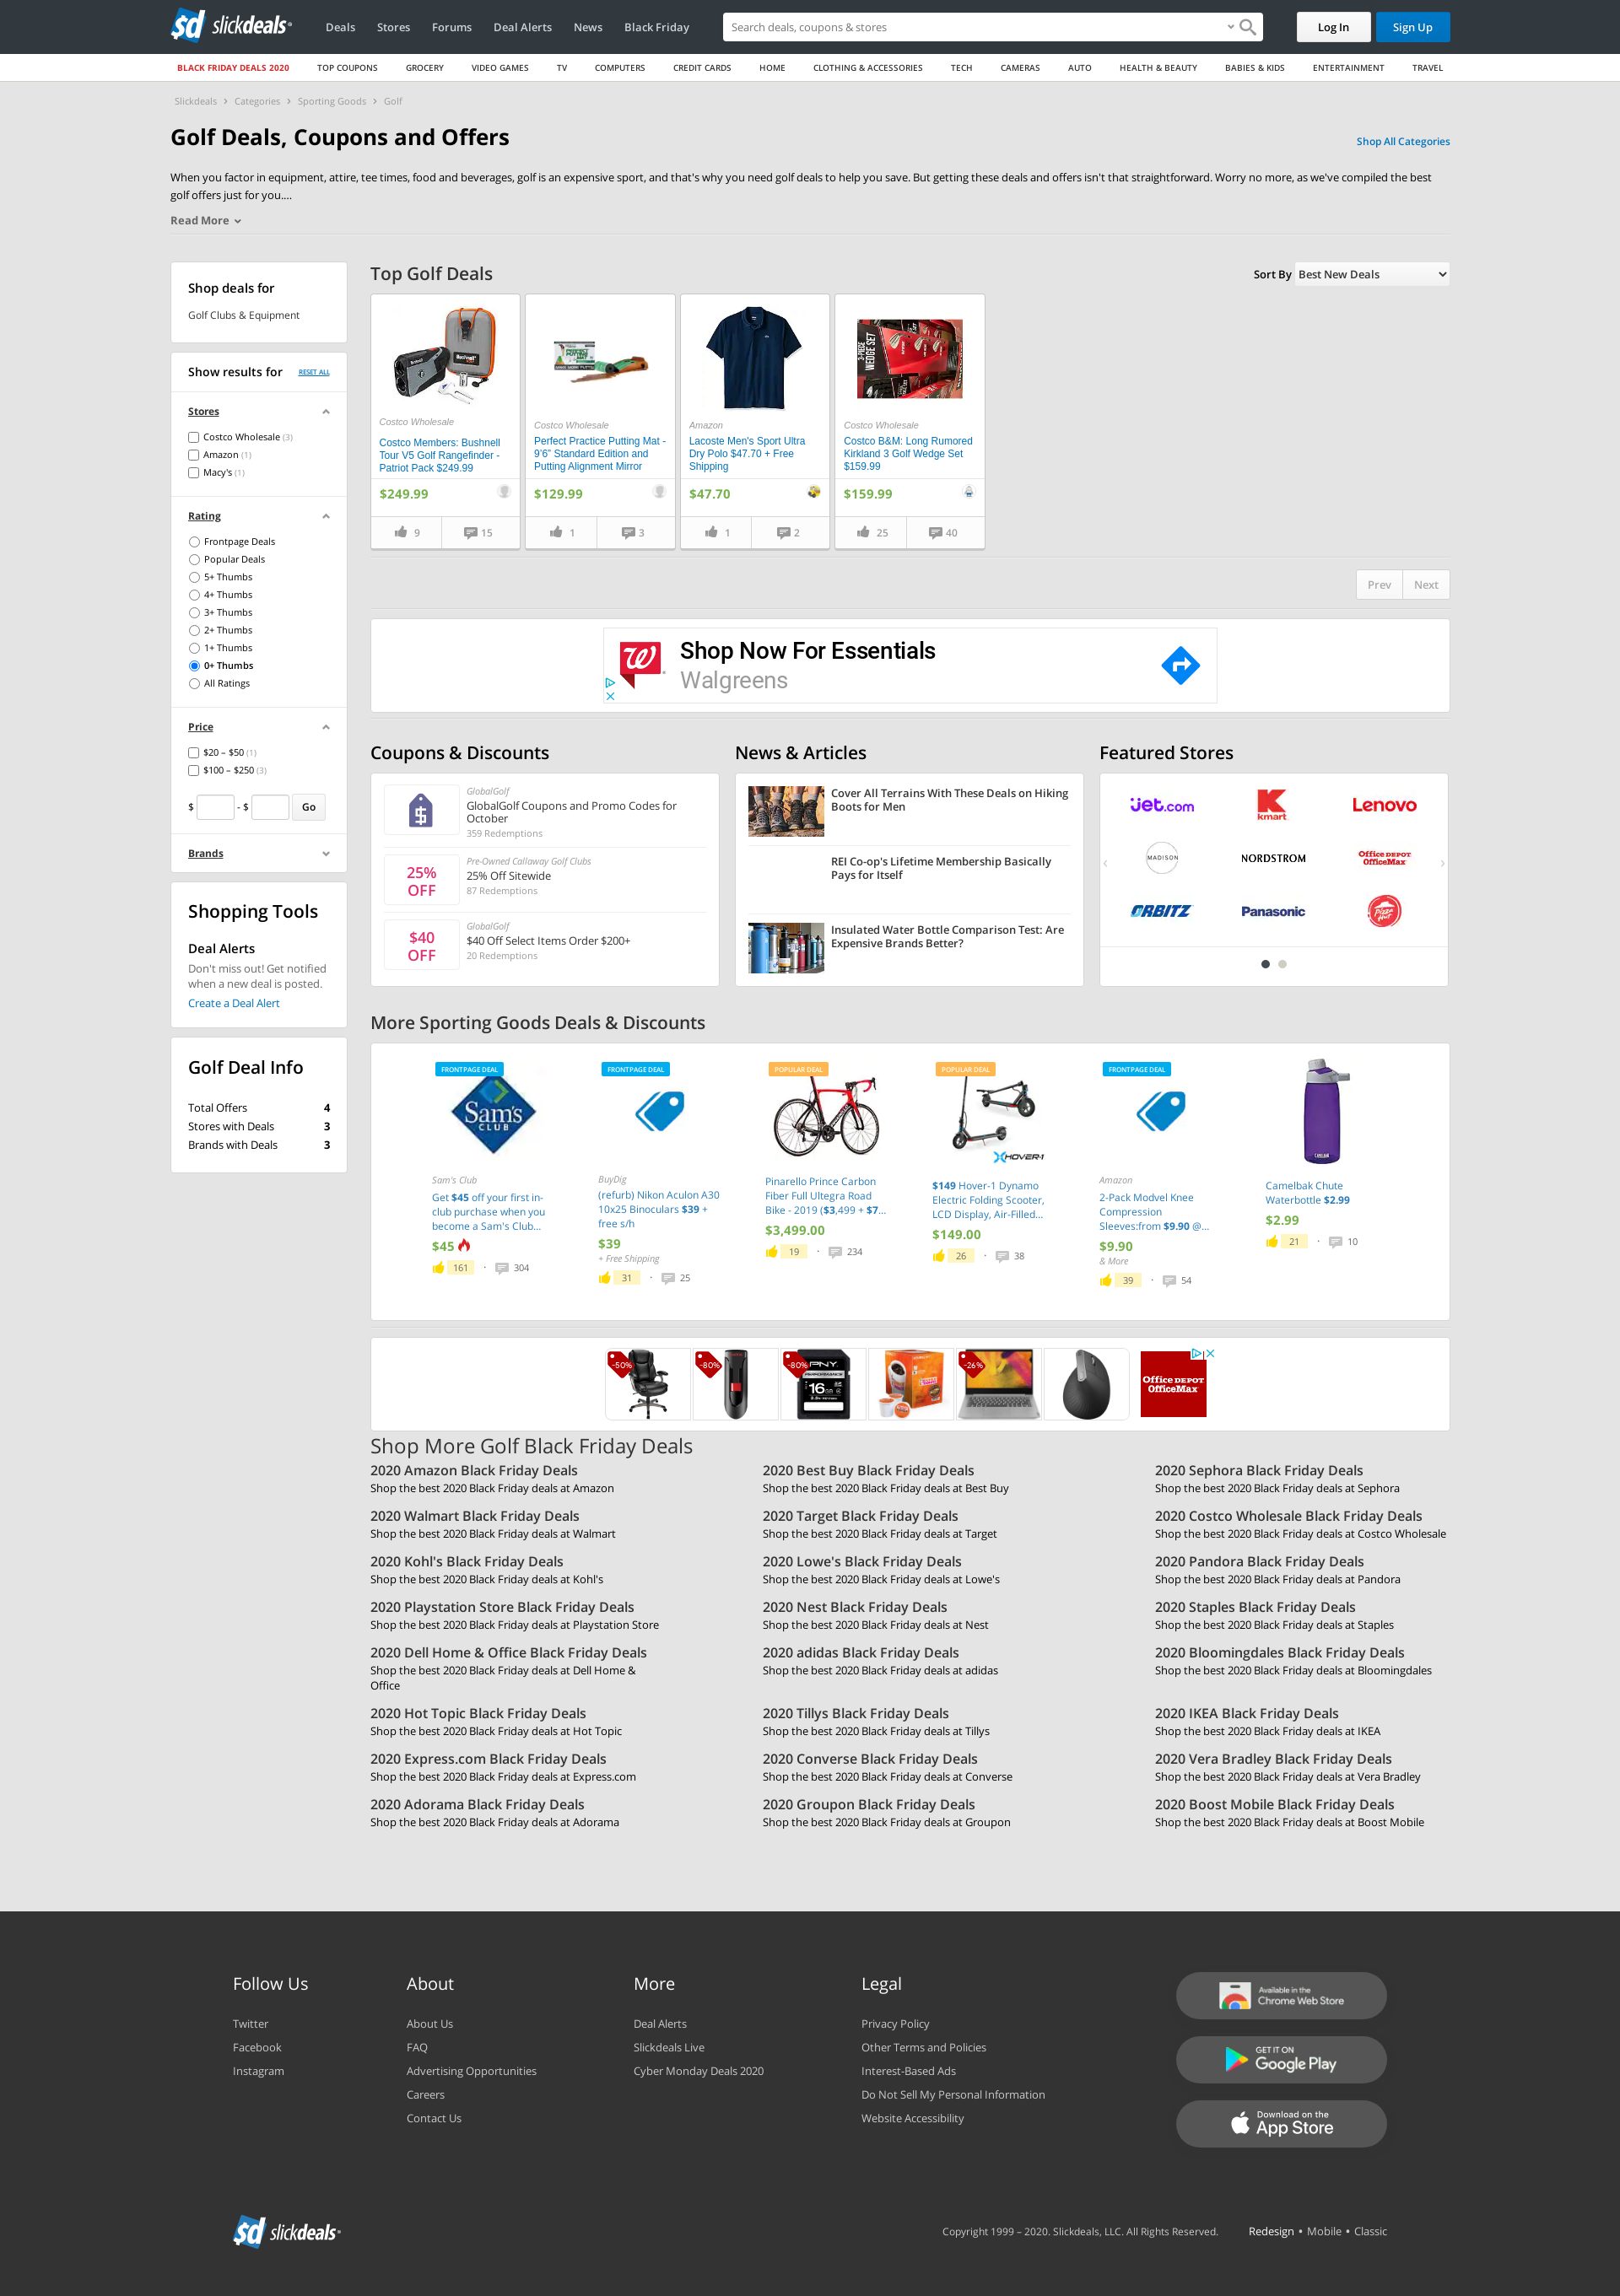 sd slickdeals
Deals Stores Forums Deal Alerts News Black Friday
Search deals, coupons & stores
Log In
Sign Up
BLACK FRIDAY DEALS 2020 TOP COUPONS GROCERY VIDEO GAMES TV COMPUTERS CREDIT CARDS HOME CLOTHING & ACCESSORIES TECH CAMERAS AUTO HEALTH & BEAUTY BABIES & KIDS ENTERTAINMENT TRAVEL
Slickdeals › Categories › Sporting Goods › Golf
Golf Deals, Coupons and Offers
Shop All Categories
When you factor in equipment, attire, tee times, food and beverages, golf is an expensive sport, and that's why you need golf deals to help you save. But getting these deals and offers isn't that straightforward. Worry no more, as we've compiled the best
golf offers just for you....
Read More
Shop deals for
Golf Clubs & Equipment
Show results for RESET ALL
Stores
Costco Wholesale (3)
Amazon (1)
Macy's (1)
Rating
Frontpage Deals
Popular Deals
5+ Thumbs
4+ Thumbs
3+ Thumbs
2+ Thumbs
1+ Thumbs
0+ Thumbs
All Ratings
Price
$20 – $50 (1)
$100 – $250 (3)
$ - $ Go
Brands
Shopping Tools
Deal Alerts
Don't miss out! Get notified
when a new deal is posted.
Create a Deal Alert
Golf Deal Info
Total Offers 4
Stores with Deals 3
Brands with Deals 3
Top Golf Deals
Sort By Best New Deals
Costco Wholesale
Costco Members: Bushnell
Tour V5 Golf Rangefinder -
Patriot Pack $249.99
$249.99
9 15
Costco Wholesale
Perfect Practice Putting Mat -
9'6” Standard Edition and
Putting Alignment Mirror
$129.99
1 3
Amazon
Lacoste Men's Sport Ultra
Dry Polo $47.70 + Free
Shipping
$47.70
1 2
3-PIECE
WEDGE SET
Costco Wholesale
Costco B&M: Long Rumored
Kirkland 3 Golf Wedge Set
$159.99
$159.99
25 40
Prev Next
W
Shop Now For Essentials
Walgreens
Coupons & Discounts
GlobalGolf
GlobalGolf Coupons and Promo Codes for
October
359 Redemptions
25%
OFF
Pre-Owned Callaway Golf Clubs
25% Off Sitewide
87 Redemptions
$40
OFF
GlobalGolf
$40 Off Select Items Order $200+
20 Redemptions
News & Articles
Cover All Terrains With These Deals on Hiking
Boots for Men
REI Co-op's Lifetime Membership Basically
Pays for Itself
Insulated Water Bottle Comparison Test: Are
Expensive Brands Better?
Featured Stores
Jet.com
K
kmart
Lenovo
MADISON
NORDSTROM
Office DEPOT
OfficeMax
ORBITZ
Panasonic
Pizza
Hut
More Sporting Goods Deals & Discounts
FRONTPAGE DEAL
Sam's
CLUB
Sam's Club
Get $45 off your first in-
club purchase when you
become a Sam's Club...
$45
161 · 304
FRONTPAGE DEAL
BuyDig
(refurb) Nikon Aculon A30
10x25 Binoculars $39 +
free s/h
$39
+ Free Shipping
31 · 25
POPULAR DEAL
Pinarello Prince Carbon
Fiber Full Ultegra Road
Bike - 2019 ($3,499 + $7...
$3,499.00
19 · 234
POPULAR DEAL
HOVER-1
$149 Hover-1 Dynamo
Electric Folding Scooter,
LCD Display, Air-Filled...
$149.00
26 · 38
FRONTPAGE DEAL
Amazon
2-Pack Modvel Knee
Compression
Sleeves:from $9.90 @...
$9.90
& More
39 · 54
Camelbak Chute
Waterbottle $2.99
$2.99
21 · 10
-50%
-80%
-80%
PNY
PERFORMANCE
16
-26%
Office DEPOT
OfficeMax
Shop More Golf Black Friday Deals
2020 Amazon Black Friday Deals
Shop the best 2020 Black Friday deals at Amazon
2020 Best Buy Black Friday Deals
Shop the best 2020 Black Friday deals at Best Buy
2020 Sephora Black Friday Deals
Shop the best 2020 Black Friday deals at Sephora
2020 Walmart Black Friday Deals
Shop the best 2020 Black Friday deals at Walmart
2020 Target Black Friday Deals
Shop the best 2020 Black Friday deals at Target
2020 Costco Wholesale Black Friday Deals
Shop the best 2020 Black Friday deals at Costco Wholesale
2020 Kohl's Black Friday Deals
Shop the best 2020 Black Friday deals at Kohl's
2020 Lowe's Black Friday Deals
Shop the best 2020 Black Friday deals at Lowe's
2020 Pandora Black Friday Deals
Shop the best 2020 Black Friday deals at Pandora
2020 Playstation Store Black Friday Deals
Shop the best 2020 Black Friday deals at Playstation Store
2020 Nest Black Friday Deals
Shop the best 2020 Black Friday deals at Nest
2020 Staples Black Friday Deals
Shop the best 2020 Black Friday deals at Staples
2020 Dell Home & Office Black Friday Deals
Shop the best 2020 Black Friday deals at Dell Home &
Office
2020 adidas Black Friday Deals
Shop the best 2020 Black Friday deals at adidas
2020 Bloomingdales Black Friday Deals
Shop the best 2020 Black Friday deals at Bloomingdales
2020 Hot Topic Black Friday Deals
Shop the best 2020 Black Friday deals at Hot Topic
2020 Tillys Black Friday Deals
Shop the best 2020 Black Friday deals at Tillys
2020 IKEA Black Friday Deals
Shop the best 2020 Black Friday deals at IKEA
2020 Express.com Black Friday Deals
Shop the best 2020 Black Friday deals at Express.com
2020 Converse Black Friday Deals
Shop the best 2020 Black Friday deals at Converse
2020 Vera Bradley Black Friday Deals
Shop the best 2020 Black Friday deals at Vera Bradley
2020 Adorama Black Friday Deals
Shop the best 2020 Black Friday deals at Adorama
2020 Groupon Black Friday Deals
Shop the best 2020 Black Friday deals at Groupon
2020 Boost Mobile Black Friday Deals
Shop the best 2020 Black Friday deals at Boost Mobile
Follow Us
Twitter
Facebook
Instagram
About
About Us
FAQ
Advertising Opportunities
Careers
Contact Us
More
Deal Alerts
Slickdeals Live
Cyber Monday Deals 2020
Legal
Privacy Policy
Other Terms and Policies
Interest-Based Ads
Do Not Sell My Personal Information
Website Accessibility
Available in the
Chrome Web Store
GET IT ON
Google Play
Download on the
App Store
sd slickdeals
Copyright 1999 – 2020. Slickdeals, LLC. All Rights Reserved.
Redesign • Mobile • Classic